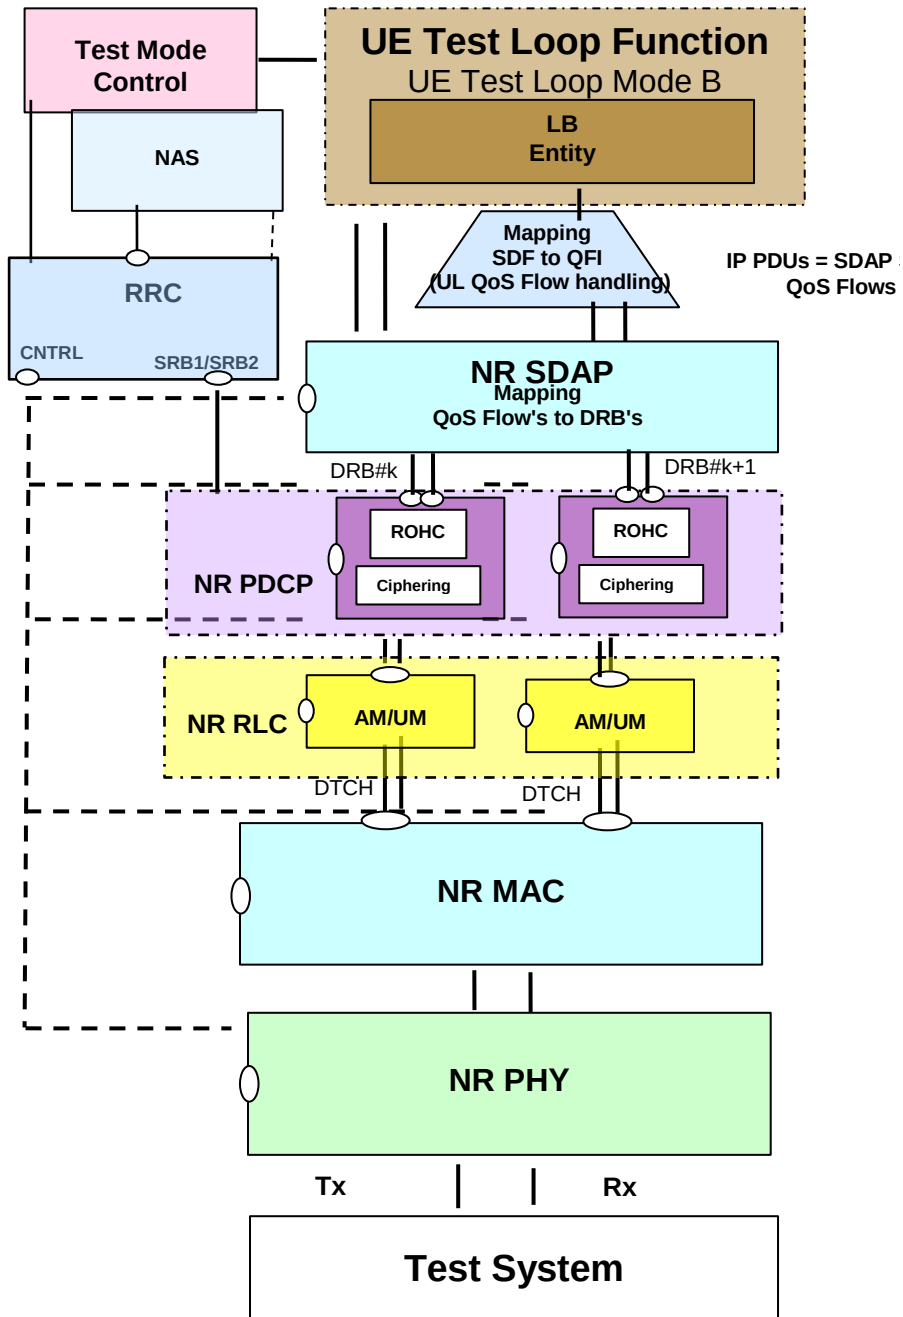 Test Mode
Control
UE Test Loop Function
UE Test Loop Mode B
LB
Entity
NAS
Mapping
SDF to QFI
(UL QoS Flow handling)
IP PDUs = SDAP
QoS Flows
RRC
CNTRL
SRB1/SRB2
NR SDAP
Mapping
QoS Flow's to DRB's
DRB#k
DRB#k+1
ROHC
ROHC
Ciphering
Ciphering
NR PDCP
NR RLC
AM/UM
AM/UM
DTCH
DTCH
NR MAC
NR PHY
Tx
Rx
Test System